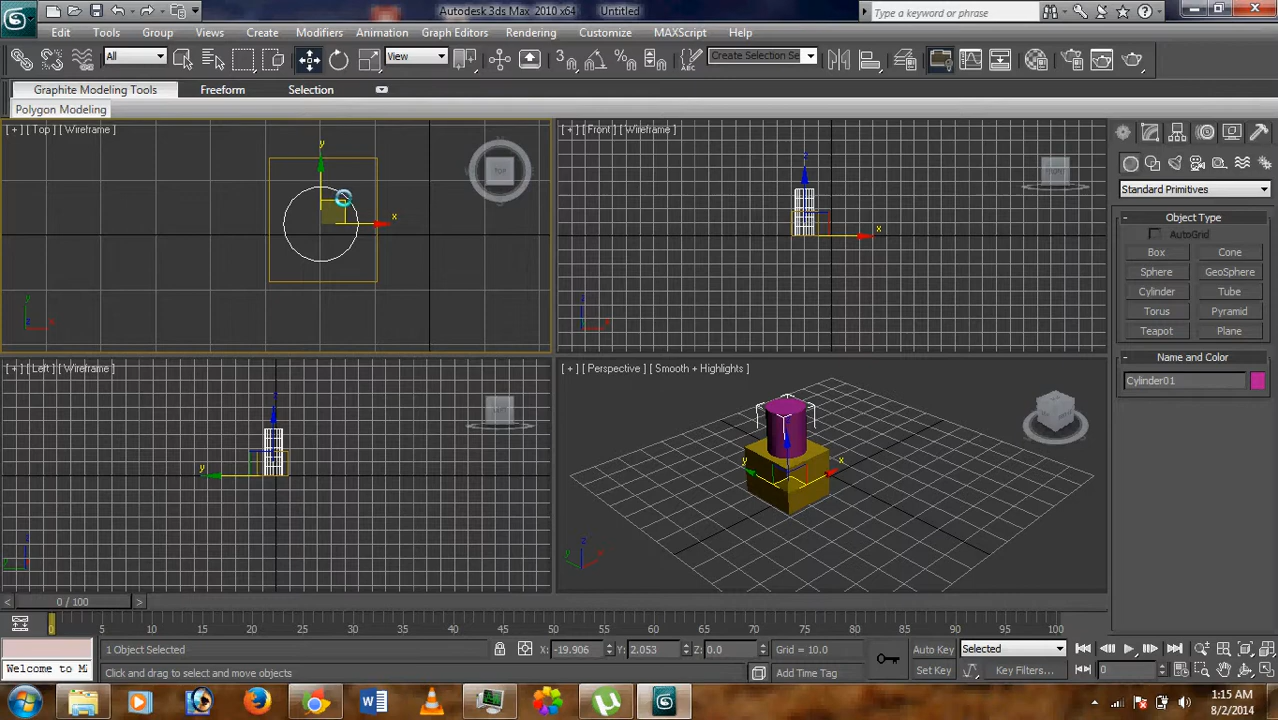 Autodesk 3ds Max 2010 x64 Untitled
Type a keyword or phrase
Edit Tools Group Views Create Modifiers Animation Graph Editors Rendering Customize MAXScript Help
All View Create Selection Se
Graphite Modeling Tools Freeform Selection
Polygon Modeling
[ + ] [ Top ] [ Wireframe ]
[ + ] [ Front ] [ Wireframe ]
y
x
TOP
z
x
FRONT
y
x
z
x
Standard Primitives
Object Type
AutoGrid
Box Cone
Sphere GeoSphere
Cylinder Tube
Torus Pyramid
Teapot Plane
Name and Color
Cylinder01
[ + ] [ Left ] [ Wireframe ]
[ + ] [ Perspective ] [ Smooth + Highlights ]
y
y
x
z
y
x
0 / 100
0 5 10 15 20 25 30 35 40 45 50 55 60 65 70 75 80 85 90 95 100
1 Object Selected X: -19.906 Y: 2.053 Z: 0.0 Grid = 10.0 Auto Key Selected
Welcome to M Click and drag to select and move objects Add Time Tag Set Key Key Filters... 0
1:15 AM
8/2/2014